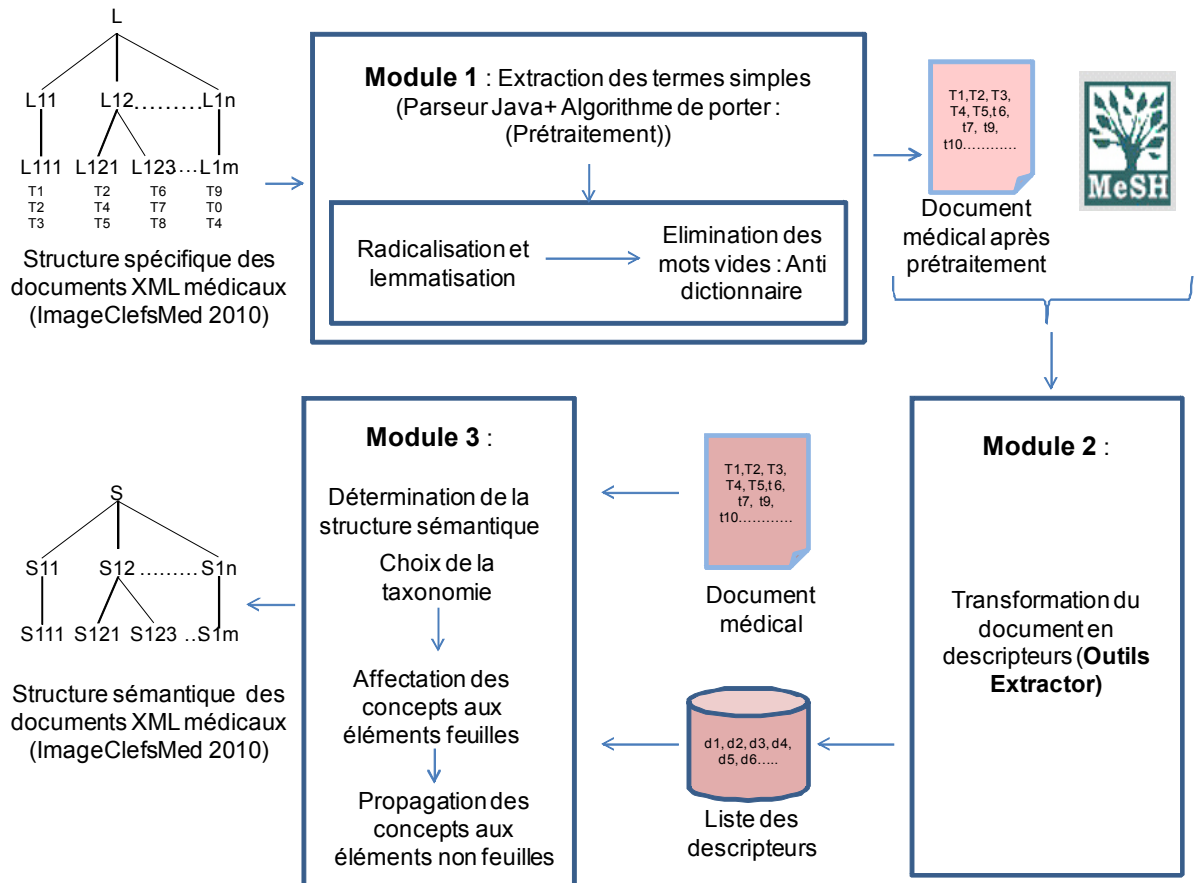 L
L11 L12.........L1n
L111 L121 L123....L1m
T1 T2 T6 T9
T2 T4 T7 T0
T3 T5 T8 T4
Structure spécifique des
documents XML médicaux
(ImageClefsMed 2010)
Module 1 : Extraction des termes simples
(Parseur Java+ Algorithme de porter :
(Prétraitement))
Radicalisation et
lemmatisation
Elimination des
mots vides : Anti
dictionnaire
T1,T2, T3,
T4, T5,t6,
t7, t9,
t10............
Document
médical après
prétraitement
MeSH
Module 2 :
Transformation du
document en
descripteurs (Outils
Extractor)
T1,T2, T3,
T4, T5,t6,
t7, t9,
t10............
Document
médical
d1, d2, d3, d4,
d5, d6.....
Liste des
descripteurs
Module 3 :
Détermination de la
structure sémantique
Choix de la
taxonomie
Affectation des
concepts aux
éléments feuilles
Propagation des
concepts aux
éléments non feuilles
S
S11 S12 .........S1n
S111 S121 S123 ..S1m
Structure sémantique des
documents XML médicaux
(ImageClefsMed 2010)